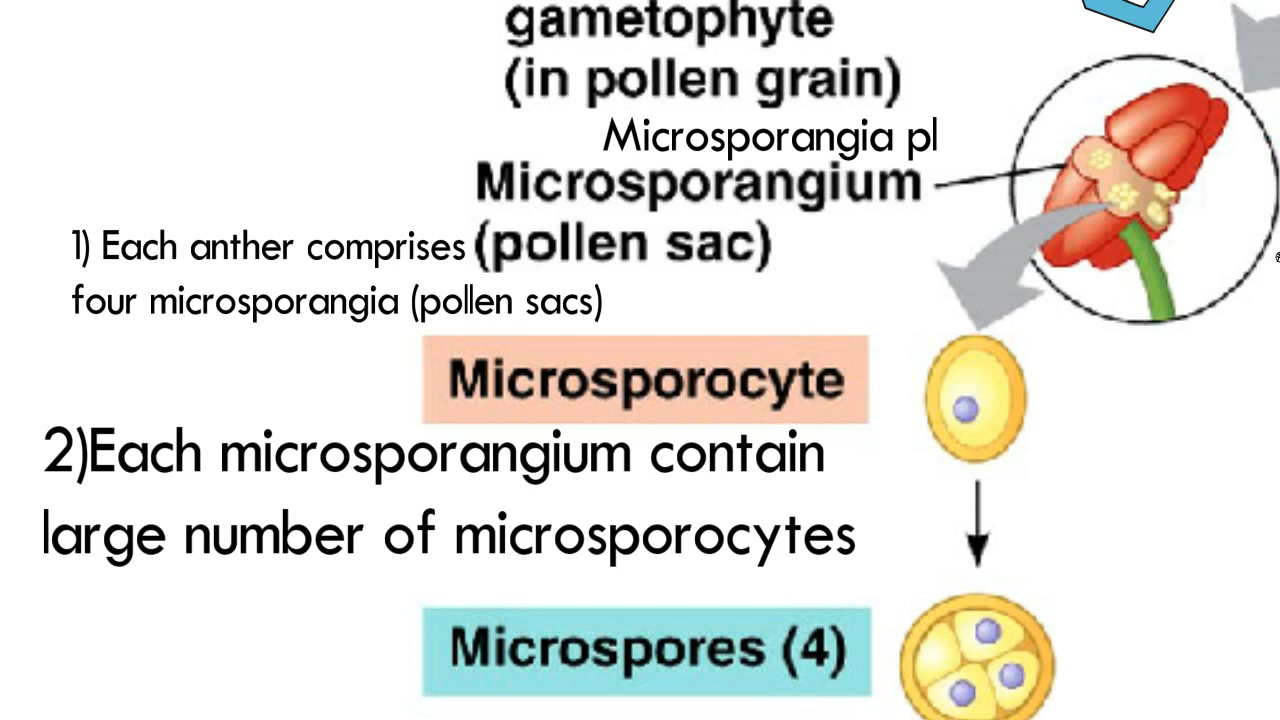 gametophyte
(in pollen grain)
Microsporangia pl
Microsporangium
(pollen sac)
1) Each anther comprises
four microsporangia (pollen sacs)
Microsporocyte
2)Each microsporangium contain
large number of microsporocytes
Microspores (4)